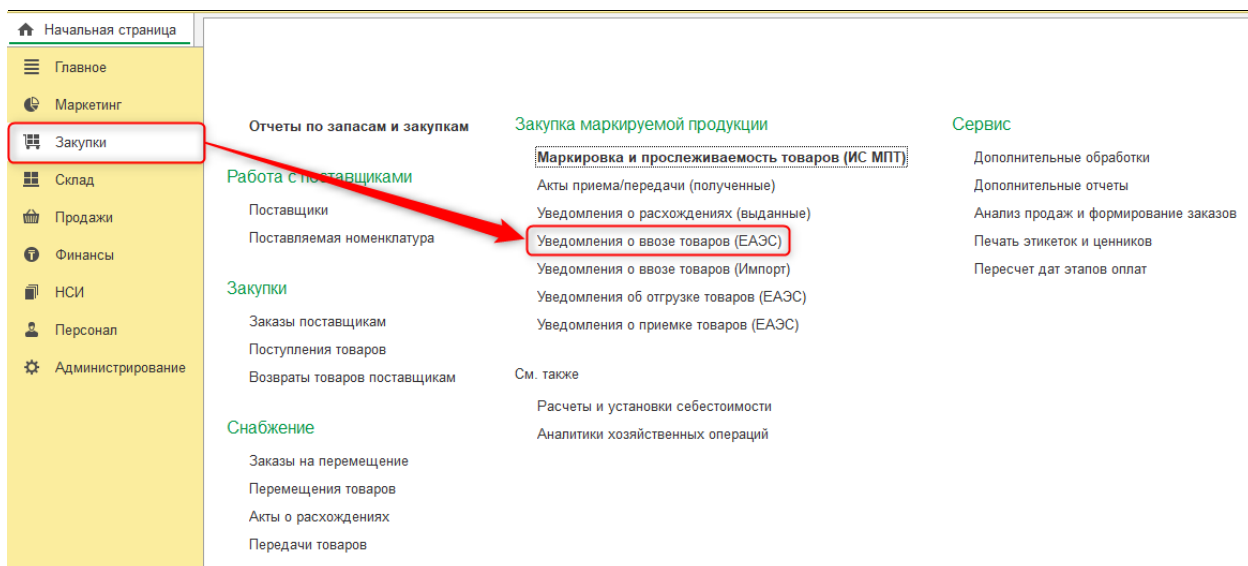 Начальная страница
Главное
Маркетинг
Закупки
Склад
Продажи
Финансы
НСИ
Персонал
Администрирование
Отчеты по запасам и закупкам
Работа с поставщиками
Поставщики
Поставляемая номенклатура
Закупки
Заказы поставщикам
Поступления товаров
Возвраты товаров поставщикам
Снабжение
Заказы на перемещение
Перемещения товаров
Акты о расхождениях
Передачи товаров
Закупка маркируемой продукции
Маркировка и прослеживаемость товаров (ИС МПТ)
Акты приема/передачи (полученные)
Уведомления о расхождениях (выданные)
Уведомления о ввозе товаров (ЕАЭС)
Уведомления о ввозе товаров (Импорт)
Уведомления об отгрузке товаров (ЕАЭС)
Уведомления о приемке товаров (ЕАЭС)
См. также
Расчеты и установки себестоимости
Аналитики хозяйственных операций
Сервис
Дополнительные обработки
Дополнительные отчеты
Анализ продаж и формирование заказов
Печать этикеток и ценников
Пересчет дат этапов оплат